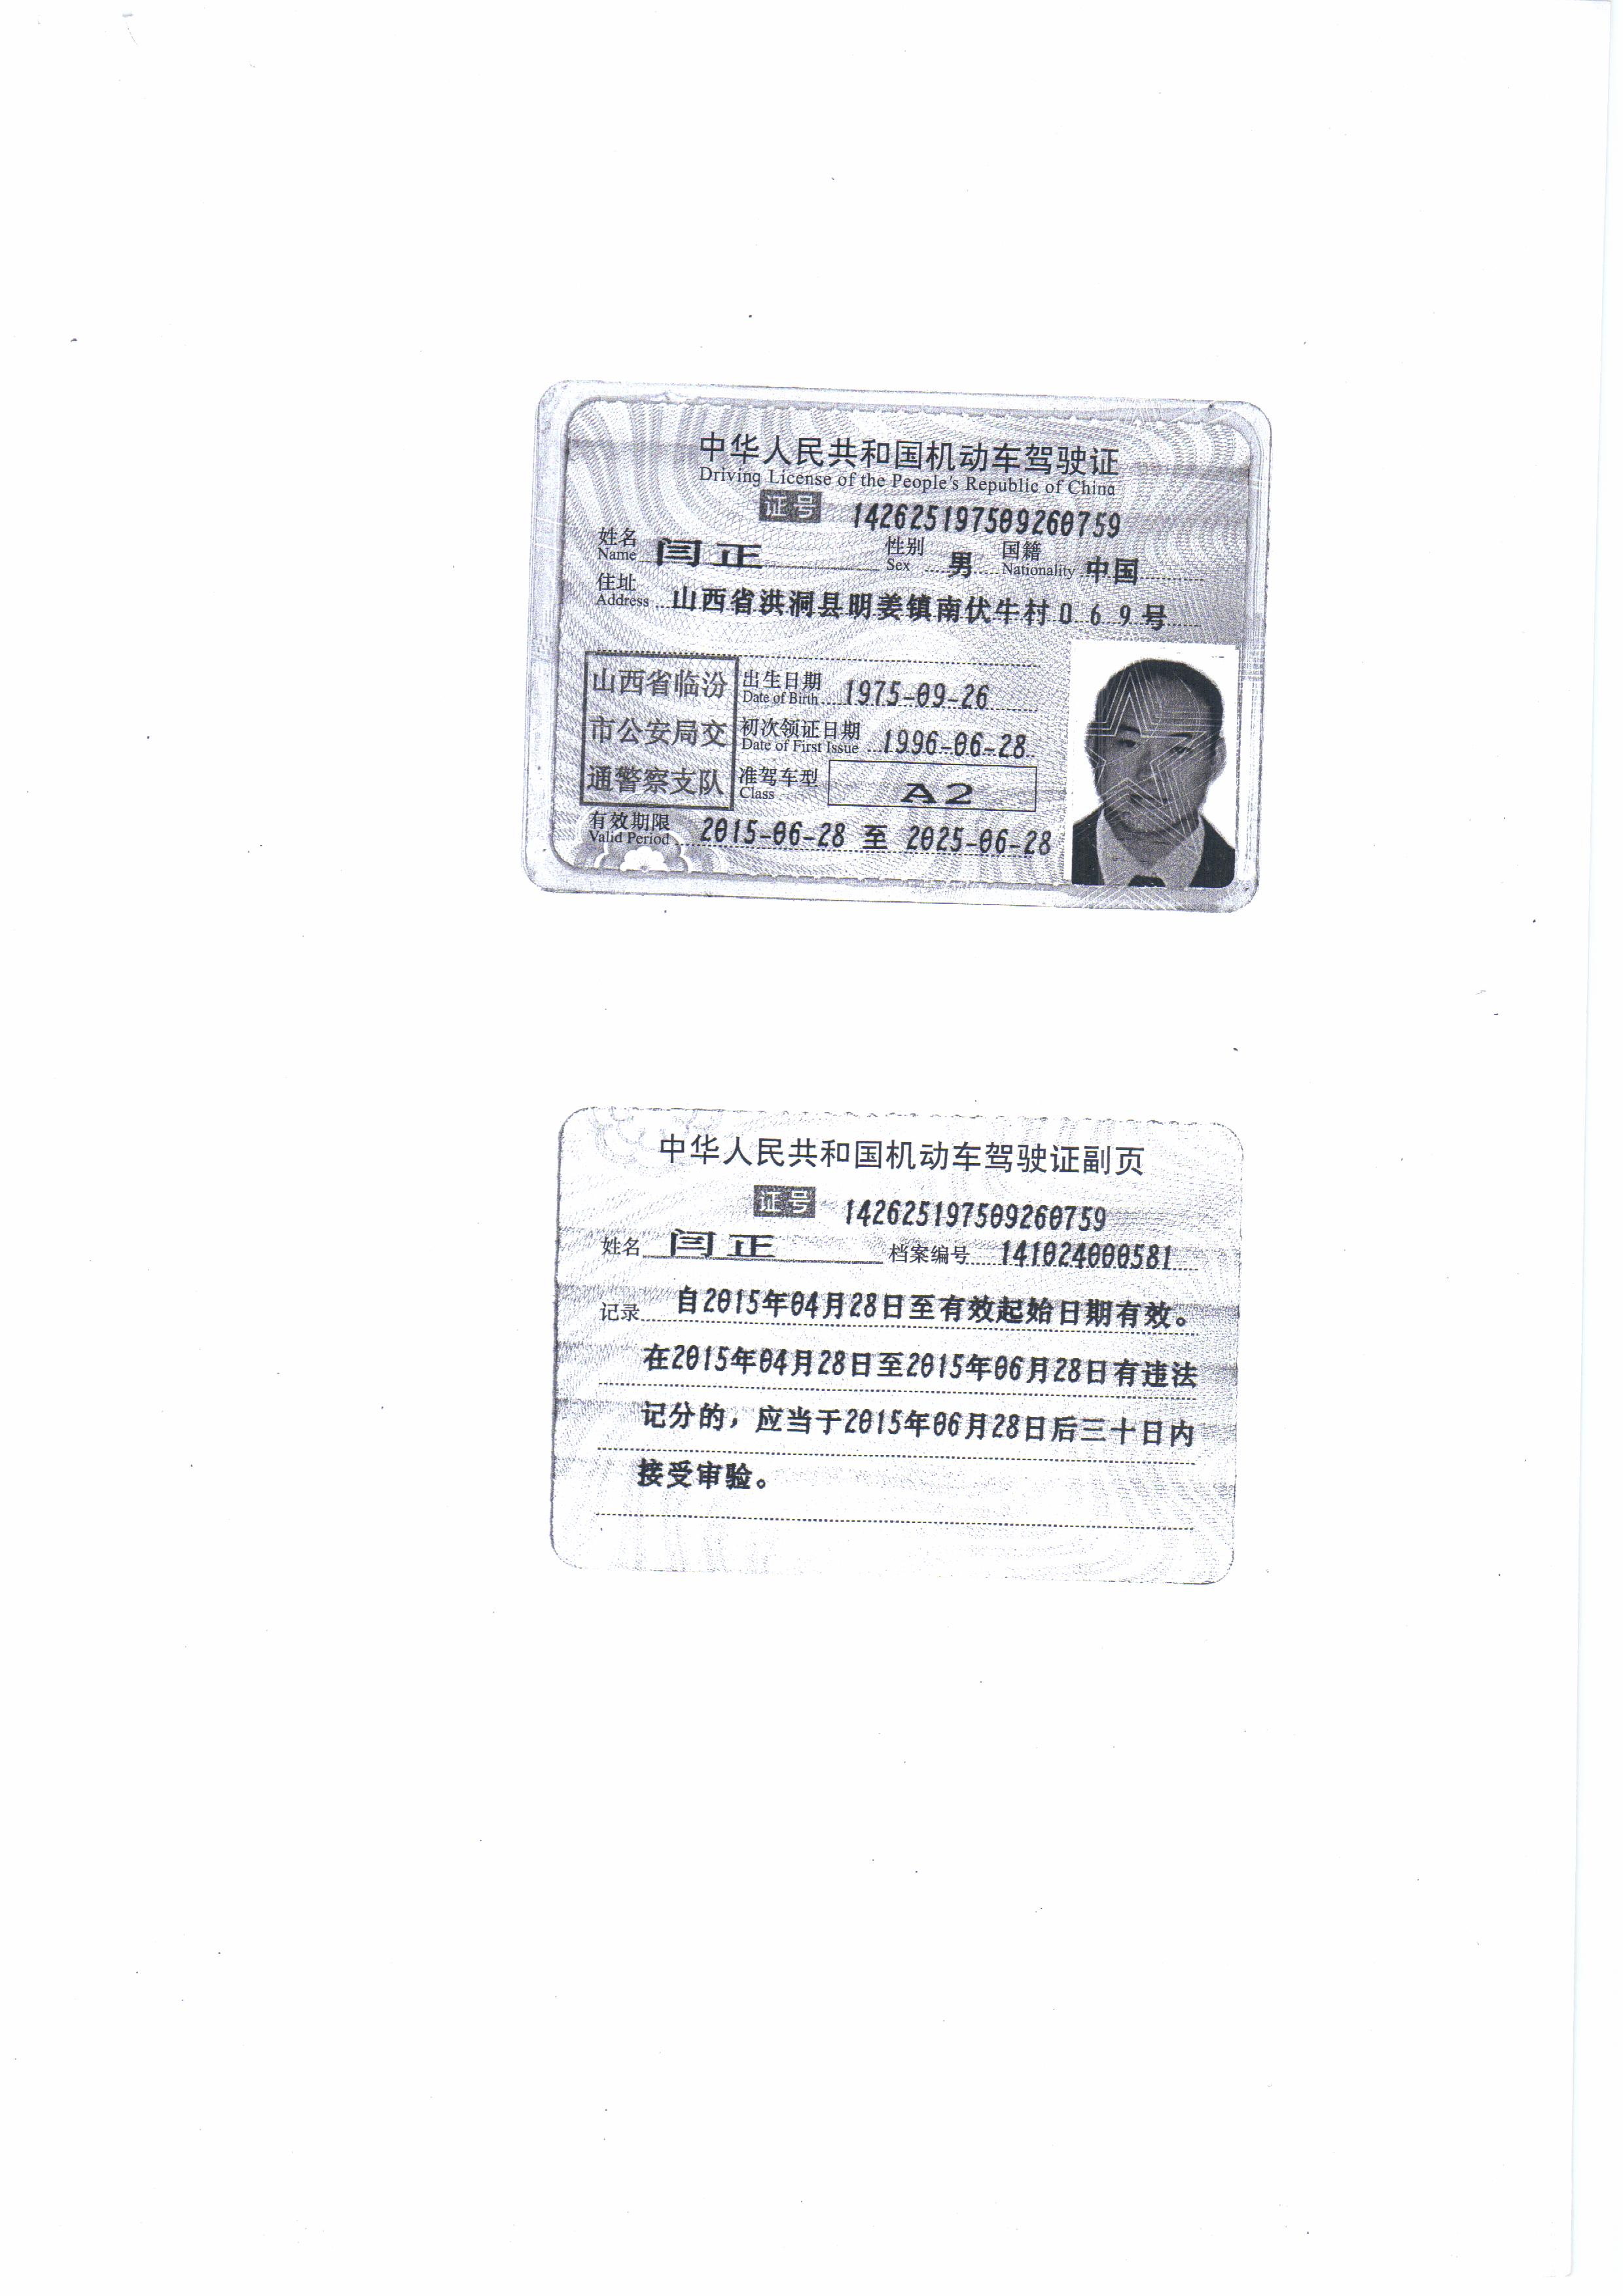 中华人民共和国机动车驾驶证
Driving License of the People's Republic of China
证号 142625197509260759
姓名 Name 闫正 性别 Sex 男 国籍 Nationality 中国
住址 Address 山西省洪洞县明姜镇南伏牛村069号
山西省临汾
市公安局交
通警察支队
出生日期 Date of Birth 1975-09-26
初次领证日期 Date of First Issue 1996-06-28
准驾车型 Class A2
有效期限 Valid Period 2015-06-28 至 2025-06-28
中华人民共和国机动车驾驶证副页
证号 142625197509260759
姓名 闫正 档案编号 141024000581
记录 自2015年04月28日至有效起始日期有效。
在2015年04月28日至2015年06月28日有违法
记分的，应当于2015年06月28日后三十日内
接受审验。